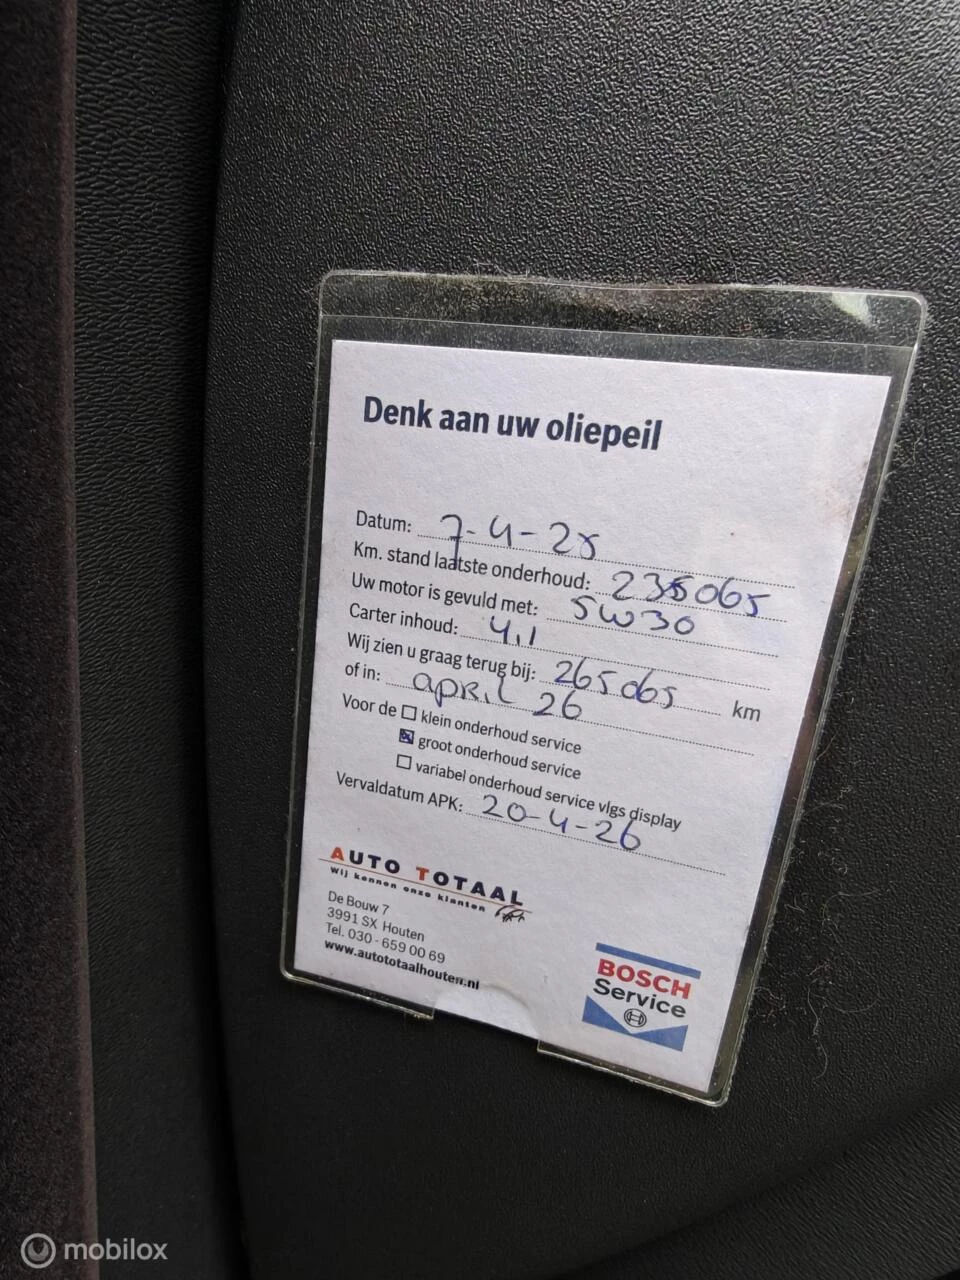 Denk aan uw oliepeil
Datum: 7-4-25
Km. stand laatste onderhoud: 235065
Uw motor is gevuld met: 5W30
Carter inhoud: 4,1
Wij zien u graag terug bij: 265065 km
of in: april 26
Voor de klein onderhoud service
groot onderhoud service
variabel onderhoud service vlgs display
Vervaldatum APK: 20-4-26
AUTO TOTAAL
Wij kennen onze klanten
De Bouw 7
3991 SX Houten
Tel. 030 - 659 00 69
www.autototaalhouten.nl
BOSCH
Service
mobilox